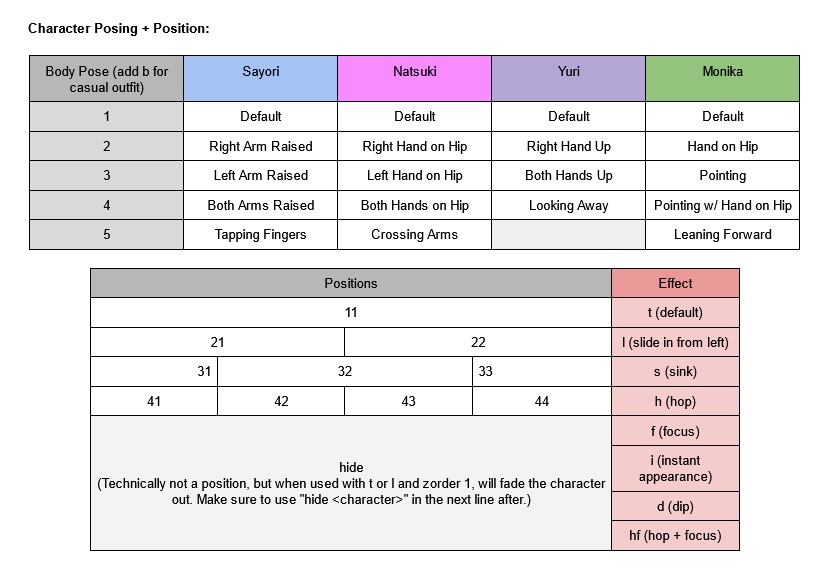 Character Posing + Position:
Body Pose (add b for casual outfit) Sayori Natsuki Yuri Monika
1 Default Default Default Default
2 Right Arm Raised Right Hand on Hip Right Hand Up Hand on Hip
3 Left Arm Raised Left Hand on Hip Both Hands Up Pointing
4 Both Arms Raised Both Hands on Hip Looking Away Pointing w/ Hand on Hip
5 Tapping Fingers Crossing Arms Leaning Forward
Positions Effect
11 t (default)
21 22 l (slide in from left)
31 32 33 s (sink)
41 42 43 44 h (hop)
f (focus)
i (instant
appearance)
d (dip)
hf (hop + focus)
hide
(Technically not a position, but when used with t or l and zorder 1, will fade the character
out. Make sure to use "hide <character>" in the next line after.)